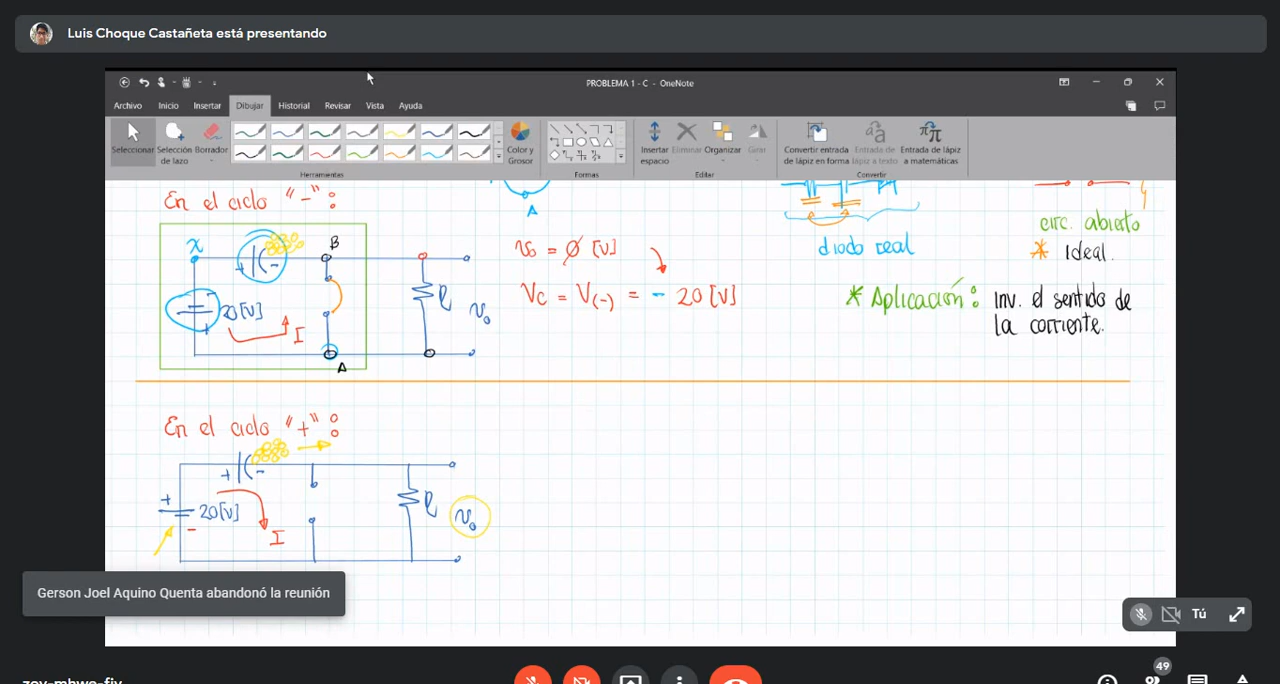 Luis Choque Castañeta está presentando
PROBLEMA 1 - C - OneNote
Archivo Inicio Insertar Dibujar Historial Revisar Vista Ayuda
Seleccionar
Selección de lazo
Borrador
Color y Grosor
Insertar espacio
Eliminar
Organizar
Girar
Convertir entrada de lápiz en forma
Entrada de lápiz a texto
Entrada de lápiz a matemáticas
Herramientas
Formas
Editar
Convertir
En el ciclo "-":
A
diodo real
circ. abierto
* Ideal.
* Aplicación: Inv. el sentido de
la corriente.
x
+ -
B
-
20[V]
+
I
A
R
v₀
v₀ = ∅ [V]
Vc = V(-) = - 20 [V]
En el ciclo "+":
+ -
+
20[V]
-
I
R
v₀
Gerson Joel Aquino Quenta abandonó la reunión
Tú
49